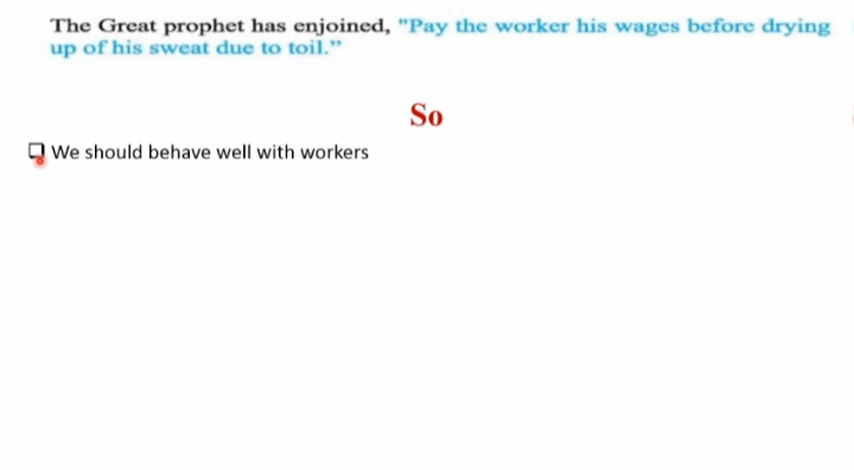 The Great prophet has enjoined, "Pay the worker his wages before drying
up of his sweat due to toil.”
So
We should behave well with workers